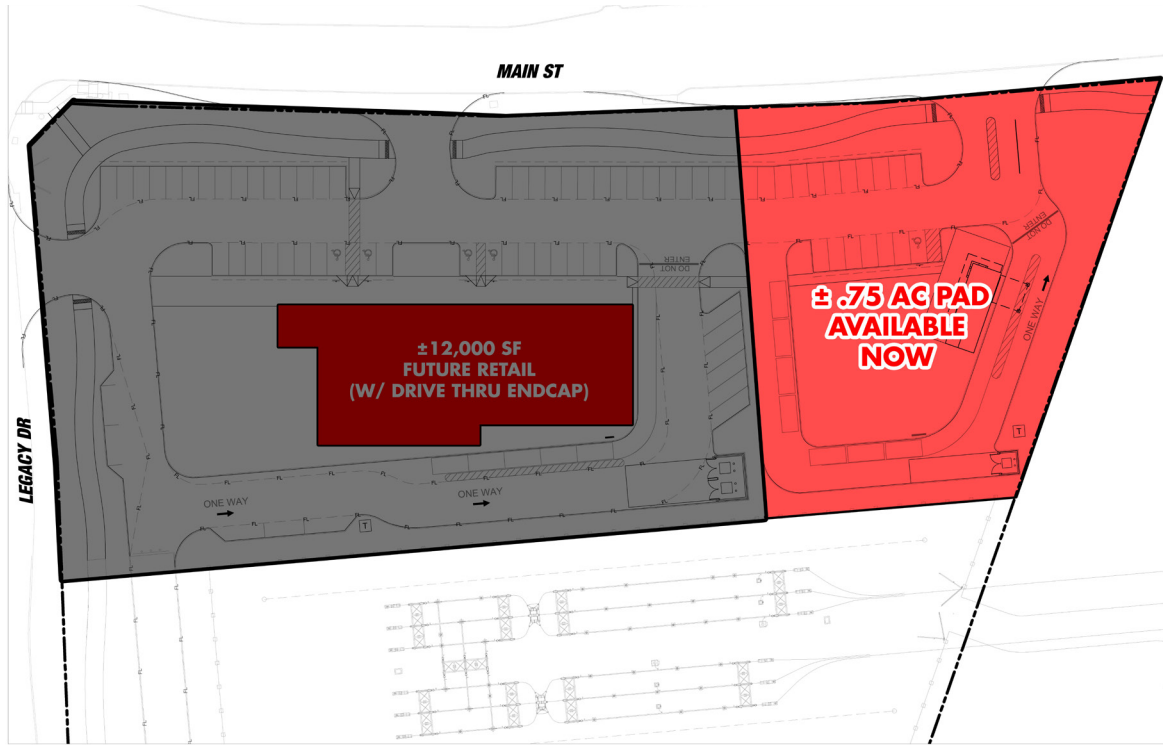 MAIN ST
LEGACY DR
DO NOT
ENTER
DO NOT
ENTER
± .75 AC PAD
AVAILABLE
NOW
ONE WAY
±12,000 SF
FUTURE RETAIL
(W/ DRIVE THRU ENDCAP)
ONE WAY
ONE WAY
T
T